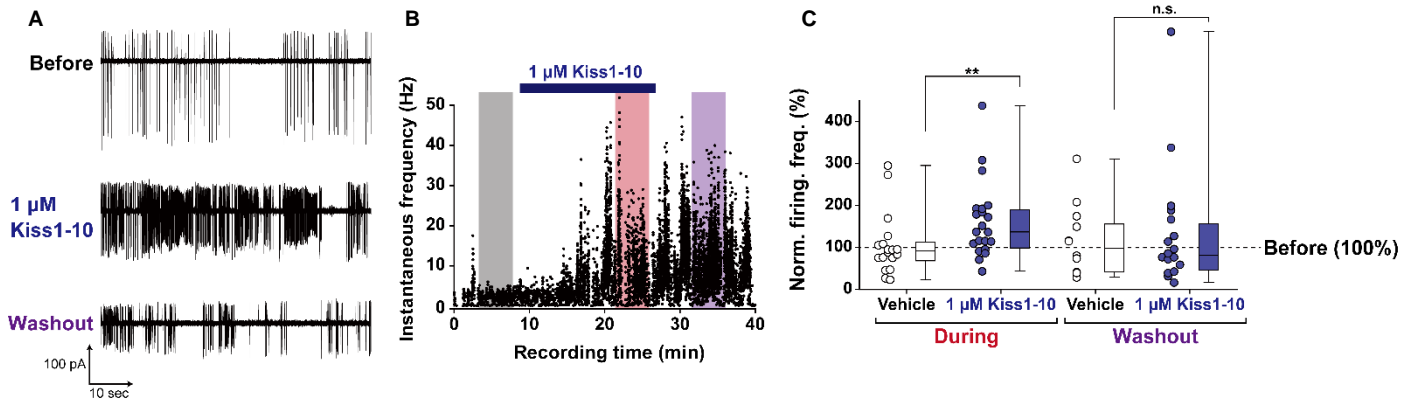 A
Before
1 µM
Kiss1-10
Washout
100 pA
10 sec
B
1 µM Kiss1-10
Instantaneous frequency (Hz)
50
40
30
20
10
0
0 10 20 30 40
Recording time (min)
C
n.s.
**
Norm. firing. freq. (%)
400
300
200
100
0
Before (100%)
Vehicle 1 µM Kiss1-10 Vehicle 1 µM Kiss1-10
During Washout